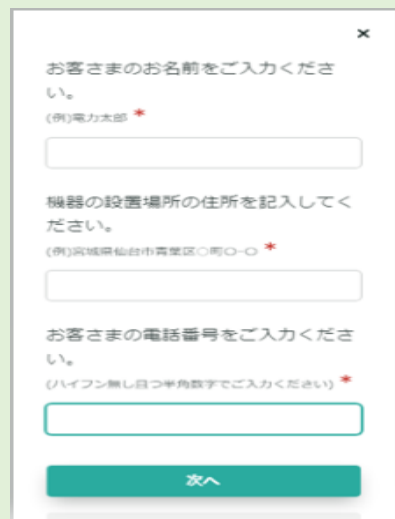 ×
お客さまのお名前をご入力くださ
い。
(例)電力太郎 *
機器の設置場所の住所を記入してく
ださい。
(例)宮城県仙台市青葉区○町○-○ *
お客さまの電話番号をご入力くださ
い。
(ハイフン無し且つ半角数字でご入力ください) *
次へ